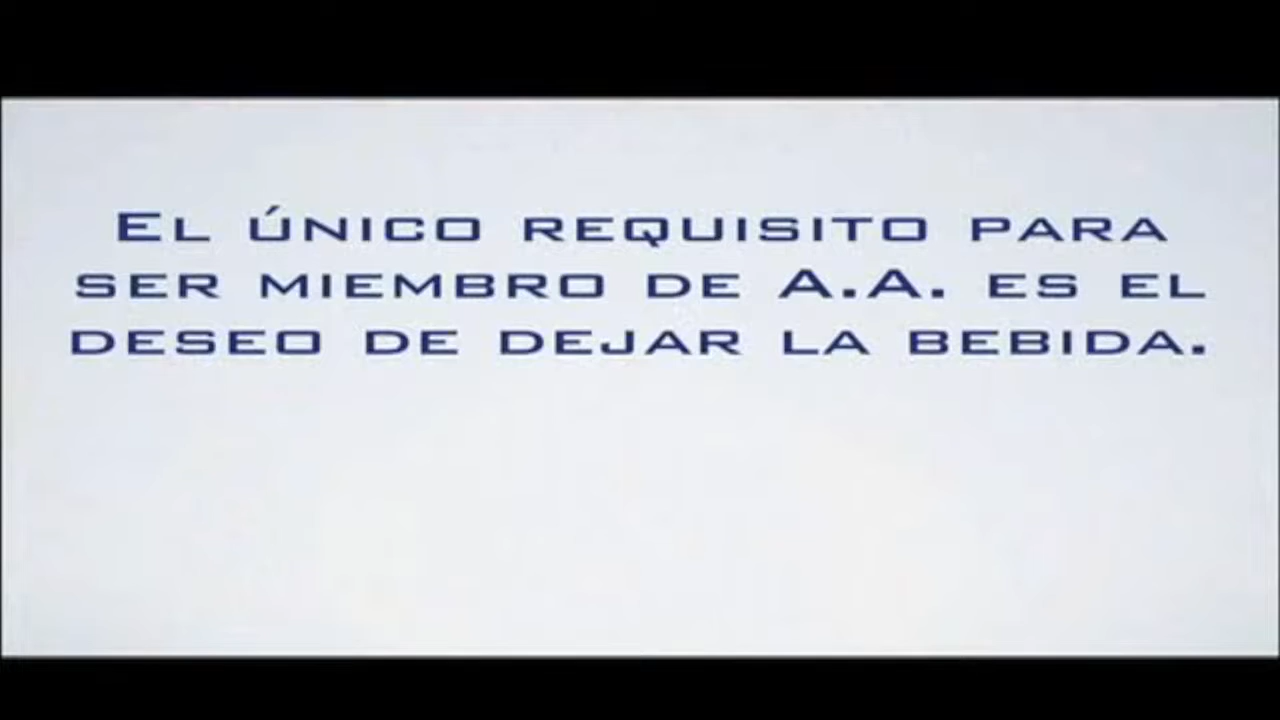 El único requisito para
ser miembro de A.A. es el
deseo de dejar la bebida.